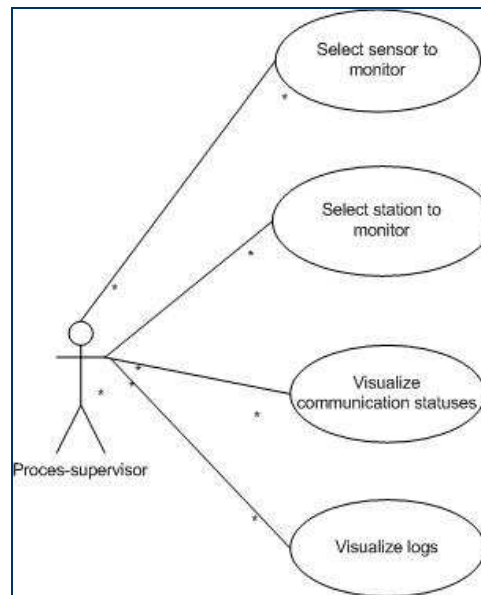 Select sensor to
monitor
*
Select station to
monitor
*
*
*
*
*
Visualize
communication statuses
*
Proces-supervisor
*
Visualize logs